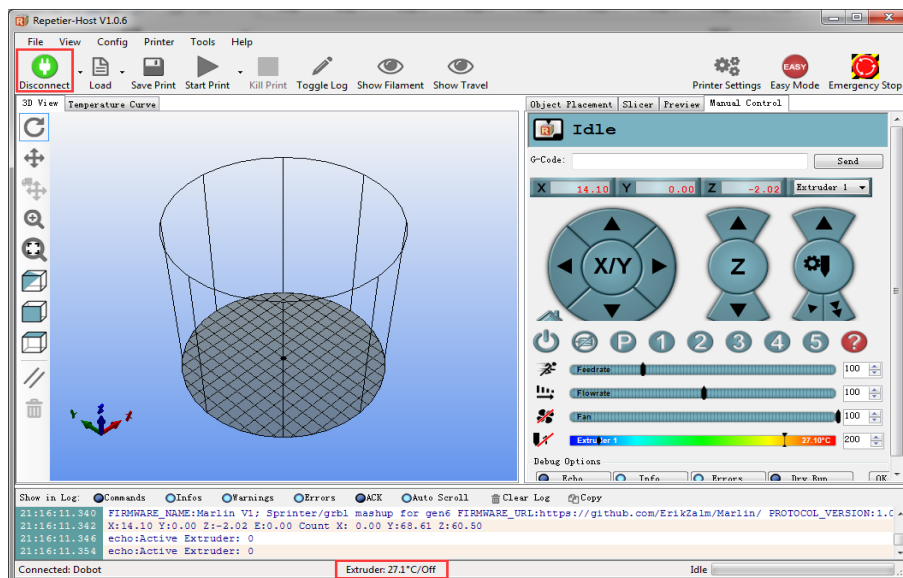 Repetier-Host V1.0.6
File View Config Printer Tools Help
Disconnect Load Save Print Start Print Kill Print Toggle Log Show Filament Show Travel Printer Settings Easy Mode Emergency Stop
EASY
3D View Temperature Curve
Object Placement Slicer Preview Manual Control
Idle
G-Code: Send
X 14.10 Y 0.00 Z -2.02 Extruder 1
X/Y Z
P 1 2 3 4 5 ?
Feedrate 100
Flowrate 100
Fan 100
Extruder 1 27.10°C 200
Debug Options
Echo Info Errors Dry Run OK
Show in Log: Commands Infos Warnings Errors ACK Auto Scroll Clear Log Copy
21:16:11.340 FIRMWARE_NAME:Marlin V1; Sprinter/grbl mashup for gen6 FIRMWARE_URL:https://github.com/ErikZalm/Marlin/ PROTOCOL_VERSION:1.0
21:16:11.342 X:14.10 Y:0.00 Z:-2.02 E:0.00 Count X: 0.00 Y:68.61 Z:60.50
21:16:11.346 echo:Active Extruder: 0
21:16:11.354 echo:Active Extruder: 0
Connected: Dobot Extruder: 27.1°C/Off Idle